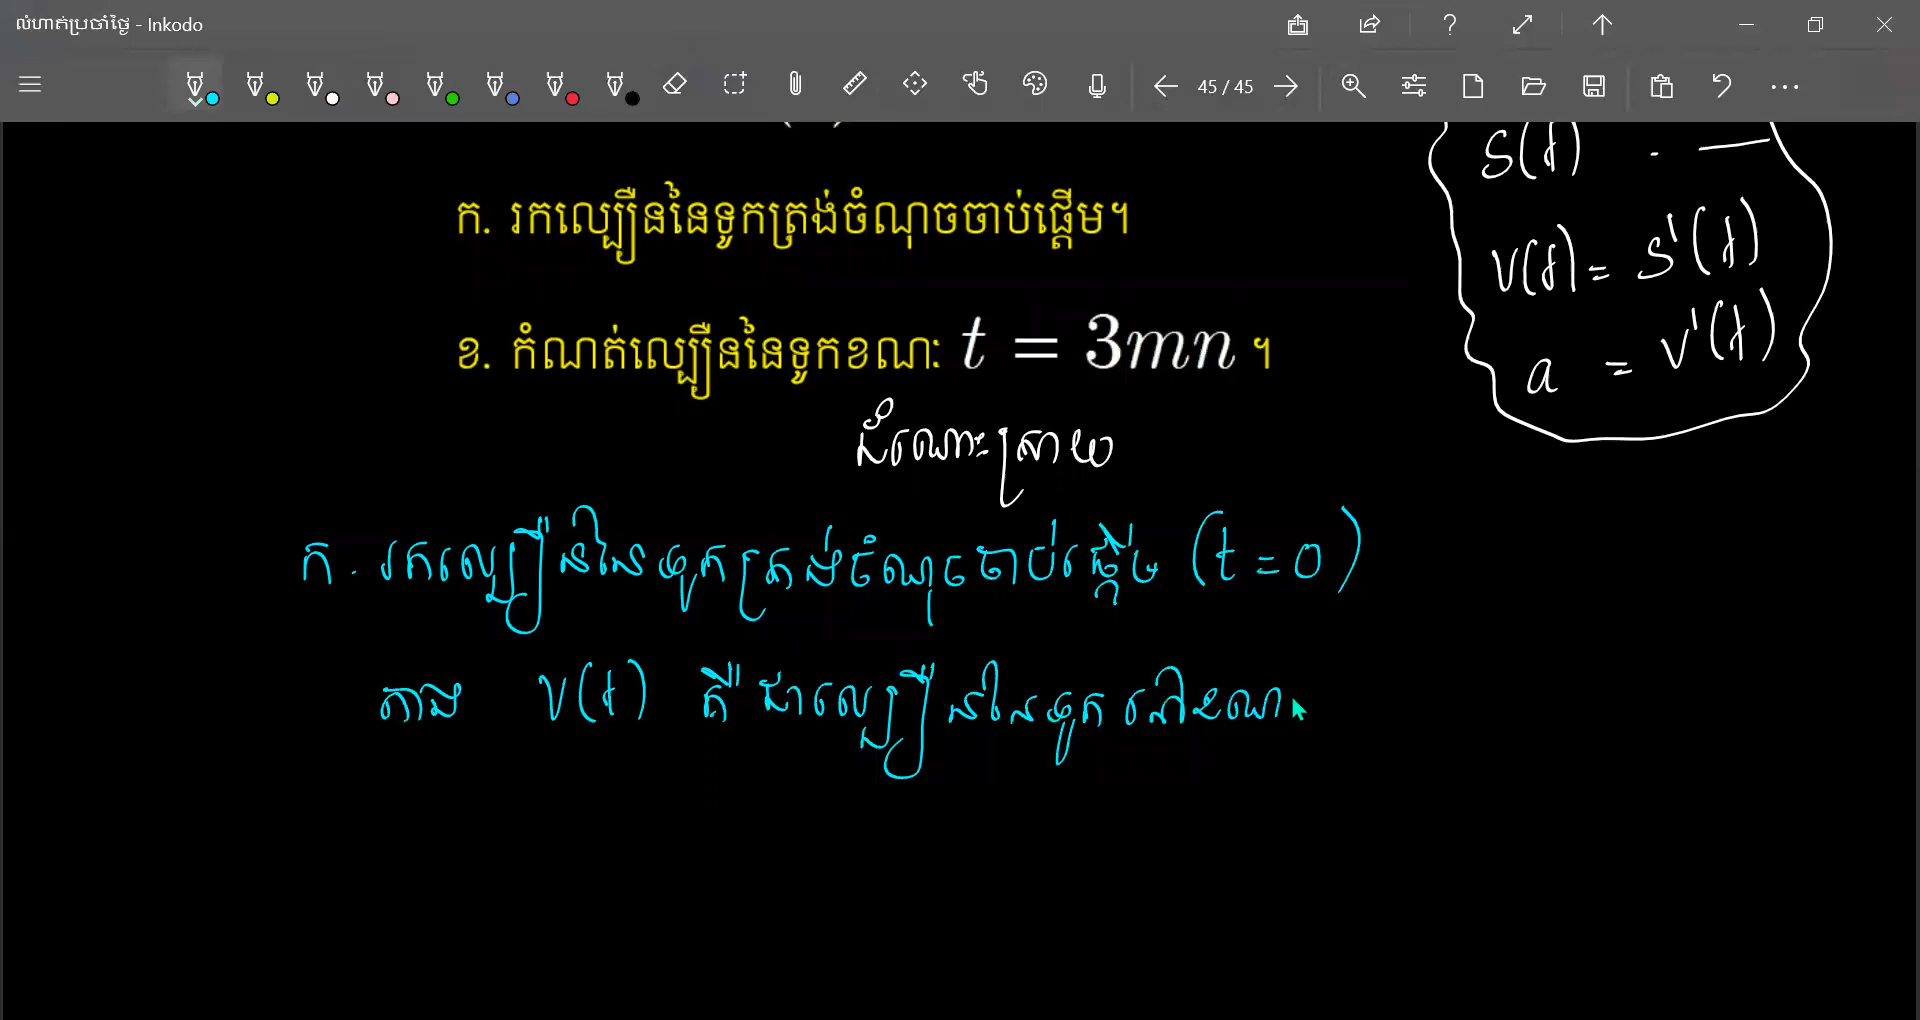 លំហាត់ប្រចាំថ្ងៃ - Inkodo
45 / 45
S(t)
ក. រកល្បឿននៃទូកត្រង់ចំណុចចាប់ផ្តើម។
V(t) = S'(t)
ខ. កំណត់ល្បឿននៃទូកខណៈ t = 3mn ។
a = V'(t)
ដំណោះស្រាយ
ក. រកល្បឿននៃទូកត្រង់ចំណុចចាប់ផ្តើម (t = 0)
តាង V(t) គឺជាល្បឿននៃទូកនៅខណ